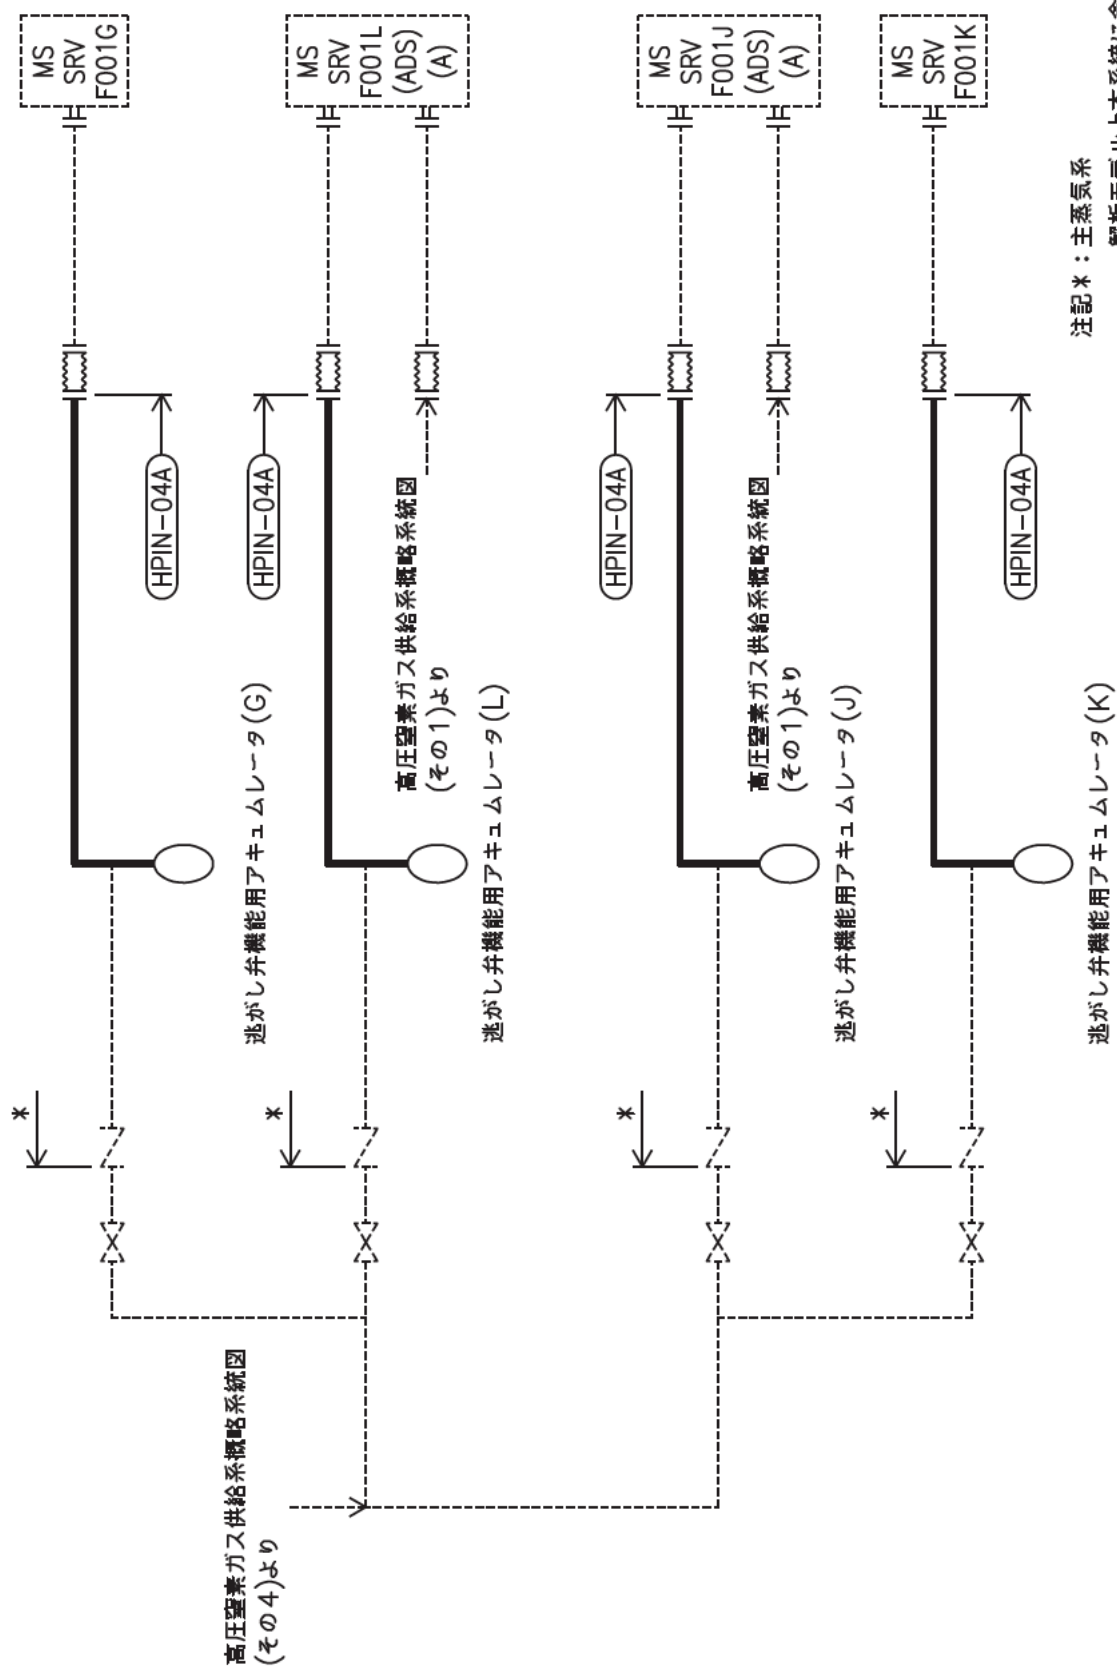 高圧窒素ガス供給系概略系統図
(その4)より
*
逃がし弁機能用アキュムレータ(G)
HPIN-04A
MS
SRV
F001G
*
逃がし弁機能用アキュムレータ(L)
HPIN-04A
高圧窒素ガス供給系概略系統図
(その1)より
MS
SRV
F001L
(ADS)
(A)
*
逃がし弁機能用アキュムレータ(J)
HPIN-04A
高圧窒素ガス供給系概略系統図
(その1)より
MS
SRV
F001J
(ADS)
(A)
*
逃がし弁機能用アキュムレータ(K)
HPIN-04A
MS
SRV
F001K
注記*:主蒸気系